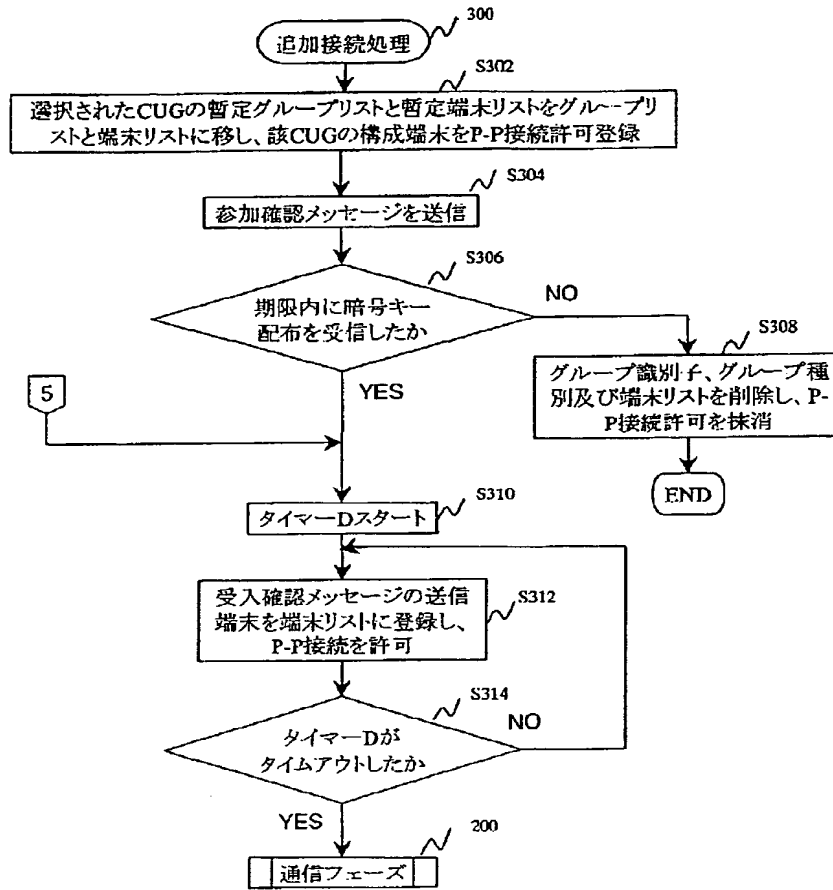 追加接続処理
300
S302
選択されたCUGの暫定グループリストと暫定端末リストをグループリ
ストと端末リストに移し、該CUGの構成端末をP-P接続許可登録
S304
参加確認メッセージを送信
S306
期限内に暗号キー
配布を受信したか
NO
S308
グループ識別子、グループ種
別及び端末リストを削除し、P-
P接続許可を抹消
END
YES
5
S310
タイマーDスタート
S312
受入確認メッセージの送信
端末を端末リストに登録し、
P-P接続を許可
S314
タイマーDが
タイムアウトしたか
NO
YES
200
通信フェーズ